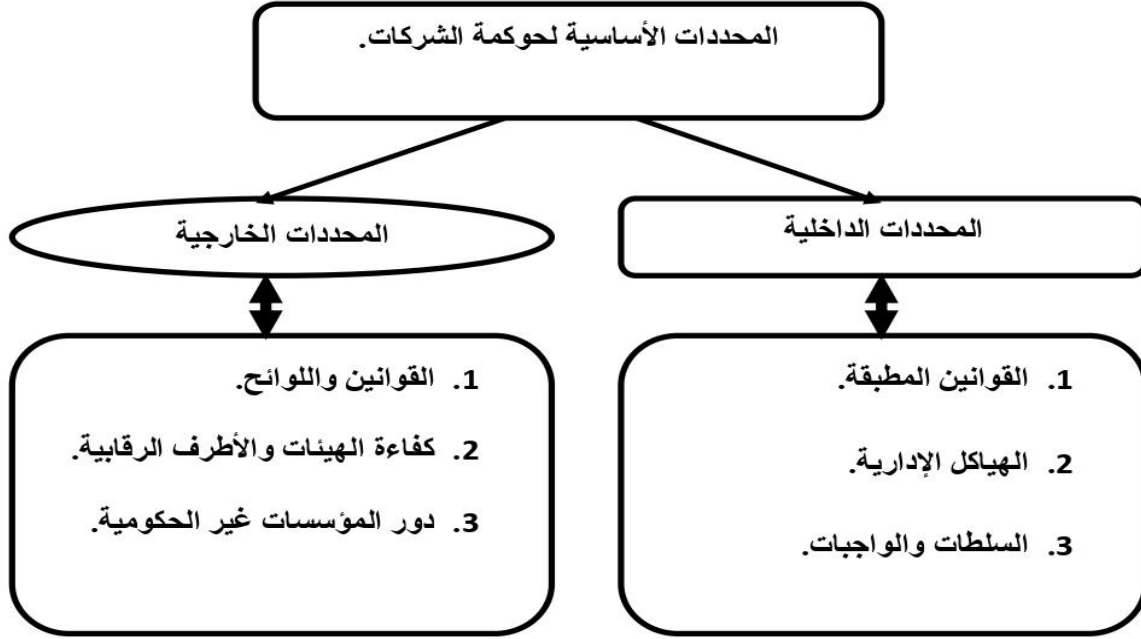 المحددات الأساسية لحوكمة الشركات.
المحددات الداخلية
المحددات الخارجية
1. القوانين المطبقة.
2. الهياكل الإدارية.
3. السلطات والواجبات.
1. القوانين واللوائح.
2. كفاءة الهيئات والأطرف الرقابية.
3. دور المؤسسات غير الحكومية.